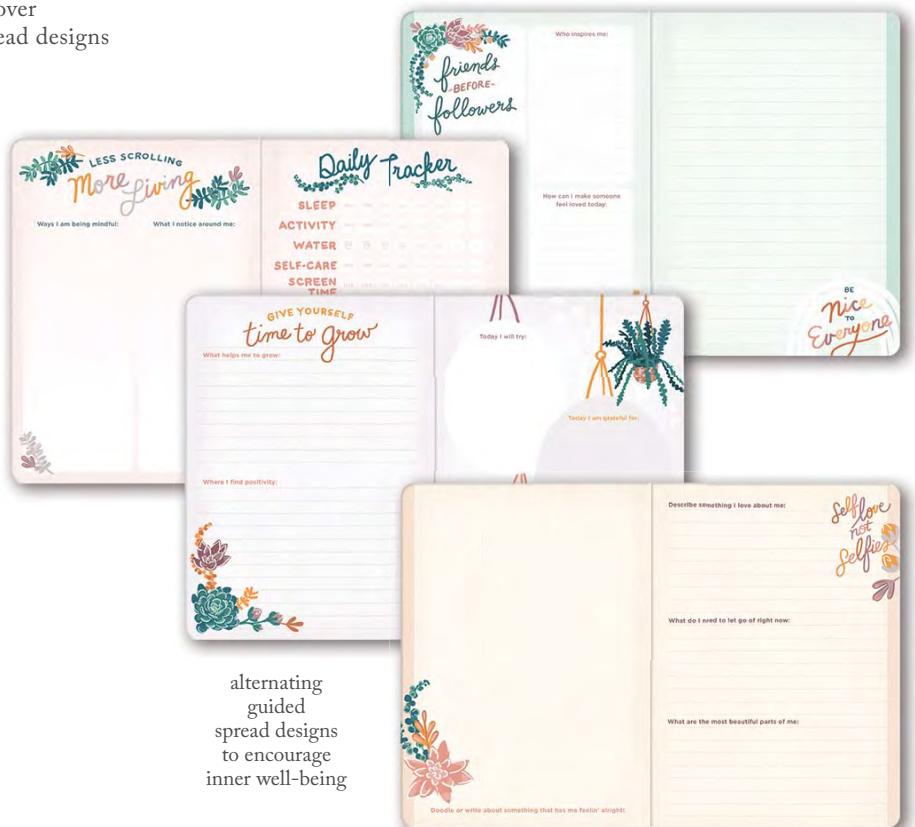 over
ead designs
friends
-BEFORE-
followers
Who inspires me:
How can I make someone
feel loved today:
BE
nice
TO
Everyone
LESS SCROLLING
More Living
Ways I am being mindful:
What I notice around me:
Daily Tracker
SLEEP
ACTIVITY
WATER
SELF-CARE
SCREEN
TIME
GIVE YOURSELF
time to grow
What helps me to grow:
Where I find positivity:
Today I will try:
Today I am grateful for:
Describe something I love about me:
Self love
not
Selfies
What do I need to let go of right now:
What are the most beautiful parts of me:
Doodle or write about something that has me feelin' alright:
alternating
guided
spread designs
to encourage
inner well-being